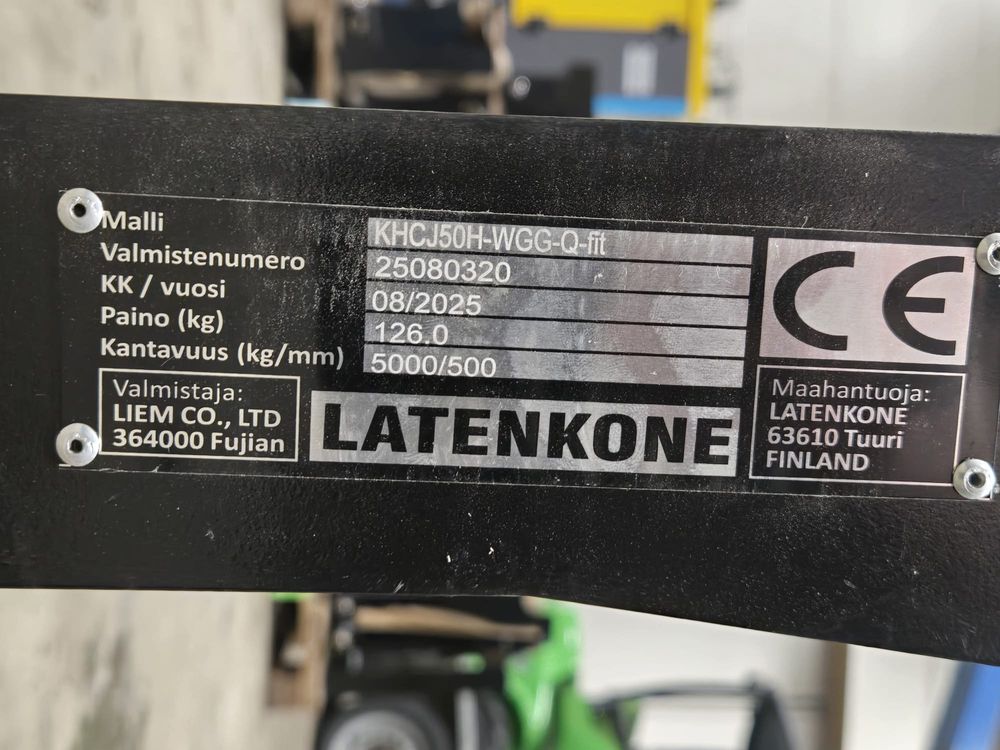 Malli KHCJ50H-WGG-Q-fit
Valmistenumero 25080320
KK / vuosi 08/2025
Paino (kg) 126.0
Kantavuus (kg/mm) 5000/500
Valmistaja:
LIEM CO., LTD
364000 Fujian
LATENKONE
CE
Maahantuoja:
LATENKONE
63610 Tuuri
FINLAND